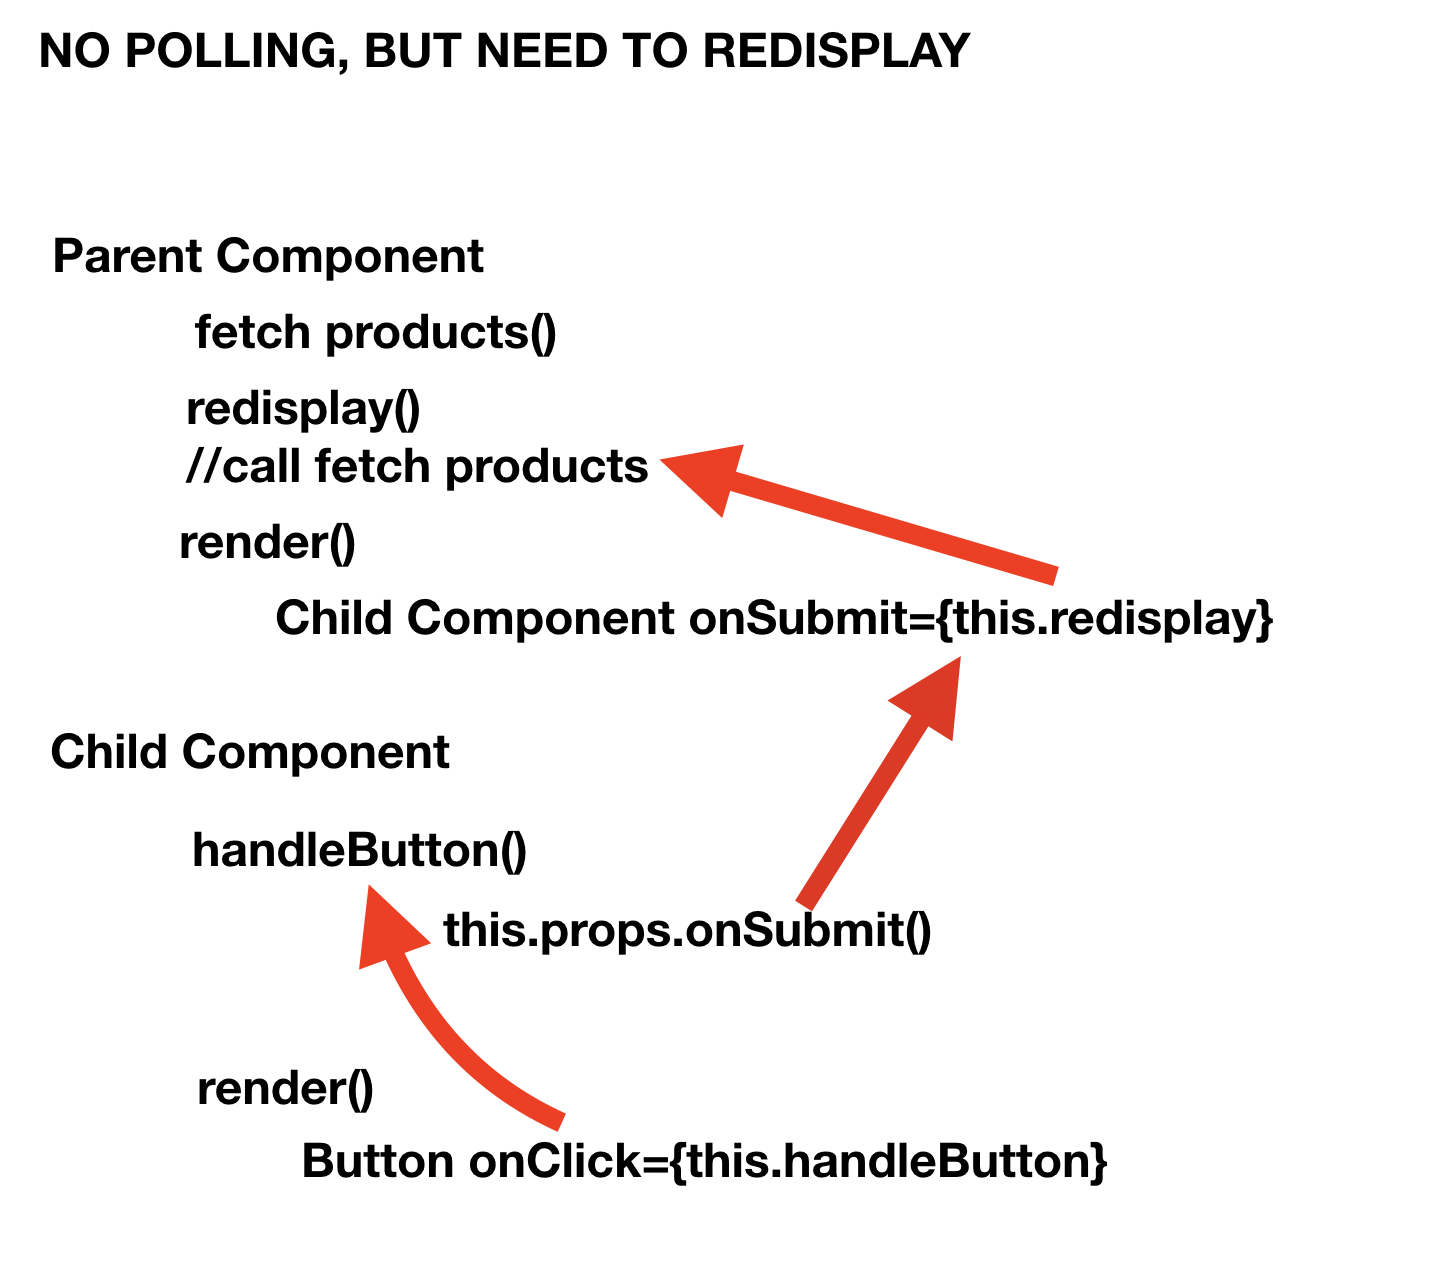 NO POLLING, BUT NEED TO REDISPLAY
Parent Component
fetch products()
redisplay()
//call fetch products
render()
Child Component onSubmit={this.redisplay}
Child Component
handleButton()
this.props.onSubmit()
render()
Button onClick={this.handleButton}